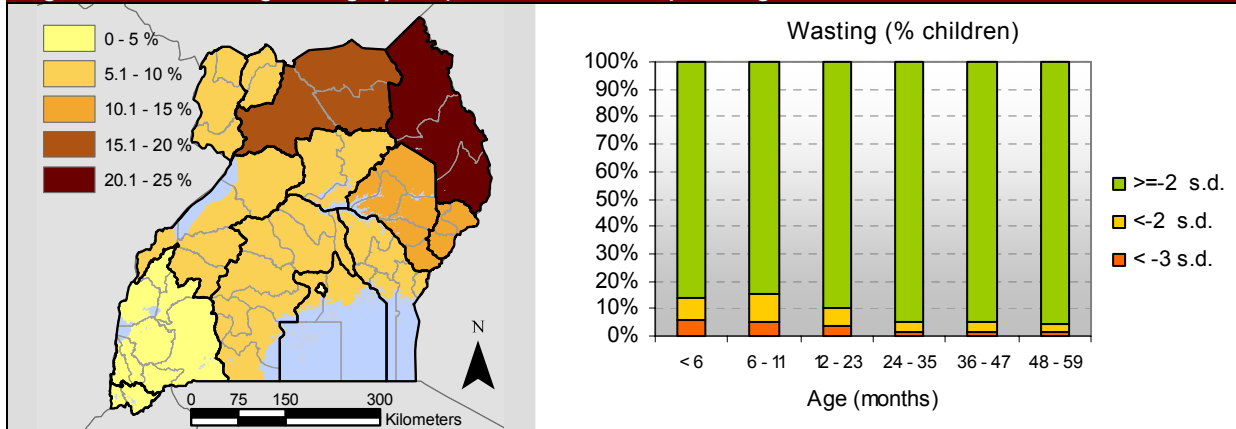 0 - 5 %
5.1 - 10 %
10.1 - 15 %
15.1 - 20 %
20.1 - 25 %
N
0 75 150 300
Kilometers
Wasting (% children)
100%
90%
80%
70%
60%
50%
40%
30%
20%
10%
0%
< 6 6 - 11 12 - 23 24 - 35 36 - 47 48 - 59
Age (months)
>=-2 s.d.
<-2 s.d.
< -3 s.d.